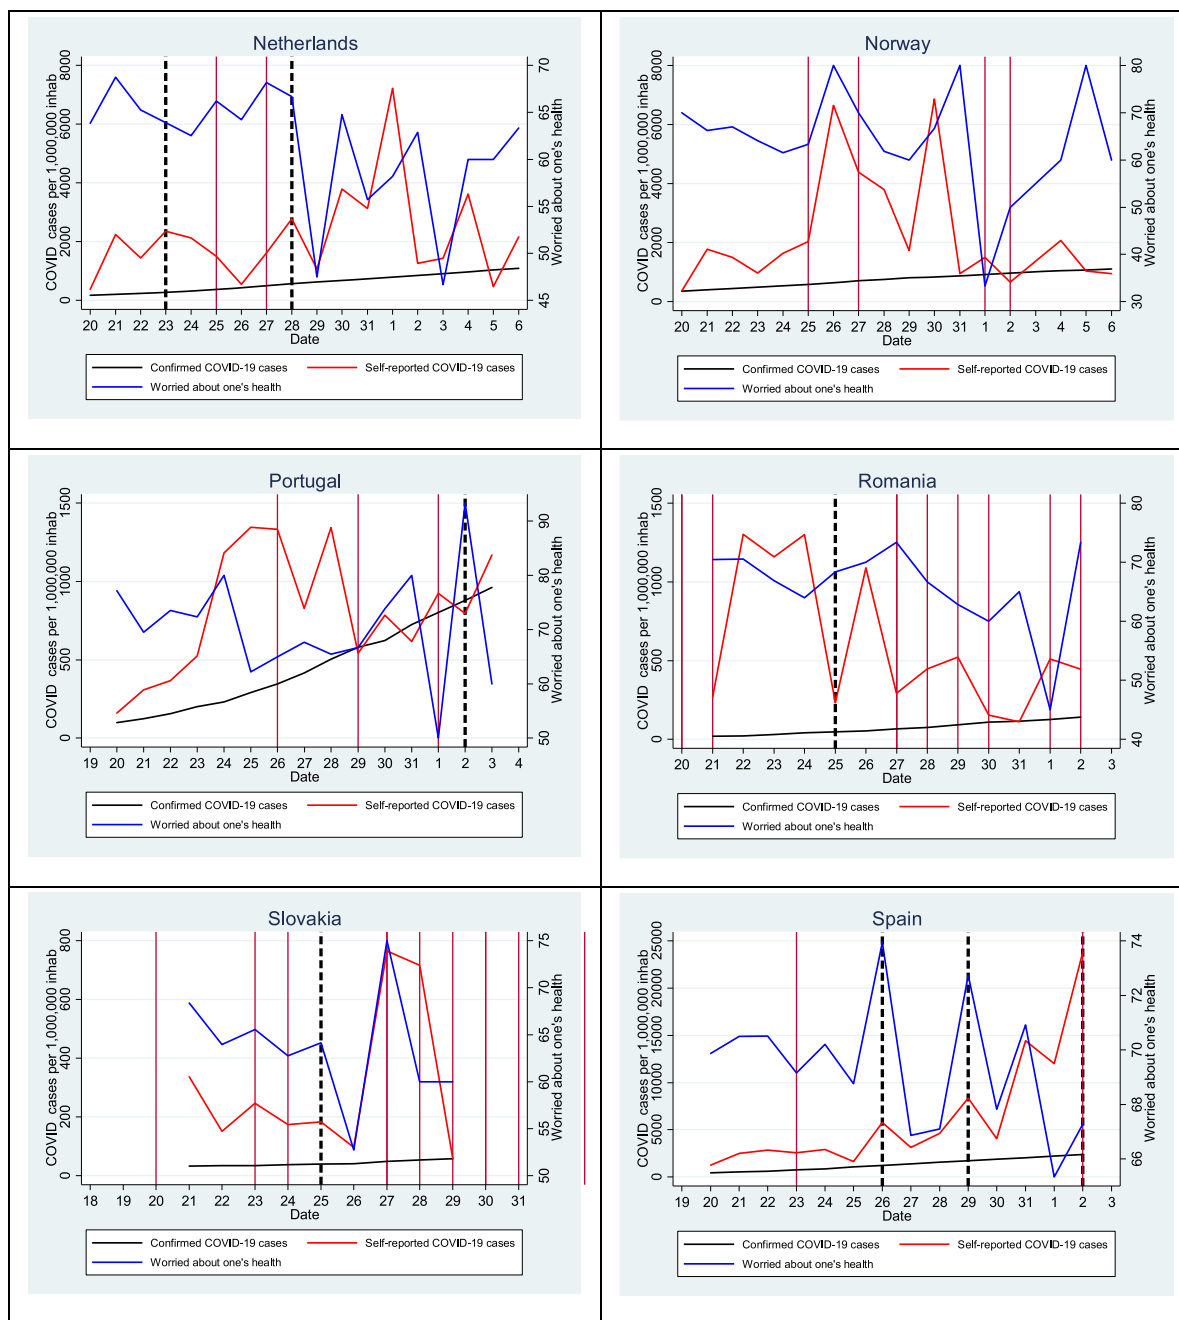 Netherlands
COVID cases per 1,000,000 inhab
0 2000 4000 6000 8000
45 50 55 60 65 70
Worried about one's health
20 21 22 23 24 25 26 27 28 29 30 31 1 2 3 4 5 6
Date
Confirmed COVID-19 cases Self-reported COVID-19 cases
Worried about one's health
Norway
COVID cases per 1,000,000 inhab
0 2000 4000 6000 8000
30 40 50 60 70 80
Worried about one's health
20 21 22 23 24 25 26 27 28 29 30 31 1 2 3 4 5 6
Date
Confirmed COVID-19 cases Self-reported COVID-19 cases
Worried about one's health
Portugal
COVID cases per 1,000,000 inhab
0 500 1000 1500
50 60 70 80 90
Worried about one's health
19 20 21 22 23 24 25 26 27 28 29 30 31 1 2 3 4
Date
Confirmed COVID-19 cases Self-reported COVID-19 cases
Worried about one's health
Romania
COVID cases per 1,000,000 inhab
0 500 1000 1500
40 50 60 70 80
Worried about one's health
20 21 22 23 24 25 26 27 28 29 30 31 1 2 3
Date
Confirmed COVID-19 cases Self-reported COVID-19 cases
Worried about one's health
Slovakia
COVID cases per 1,000,000 inhab
0 200 400 600 800
50 55 60 65 70 75
Worried about one's health
18 19 20 21 22 23 24 25 26 27 28 29 30 31
Date
Confirmed COVID-19 cases Self-reported COVID-19 cases
Worried about one's health
Spain
COVID cases per 1,000,000 inhab
0 5000 10000 15000 20000 25000
66 68 70 72 74
Worried about one's health
19 20 21 22 23 24 25 26 27 28 29 30 31 1 2 3
Date
Confirmed COVID-19 cases Self-reported COVID-19 cases
Worried about one's health